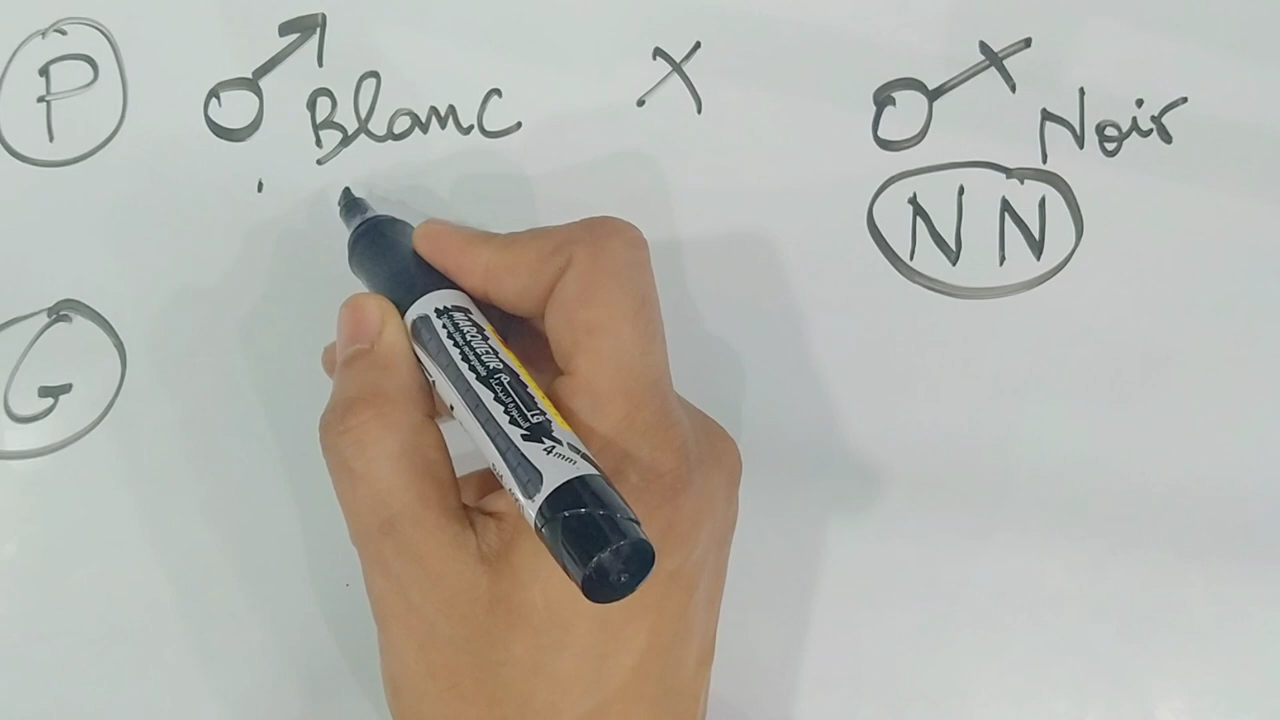 P ♂ Blanc X ♀ Noir
NN
G
MARQUEUR
4mm.